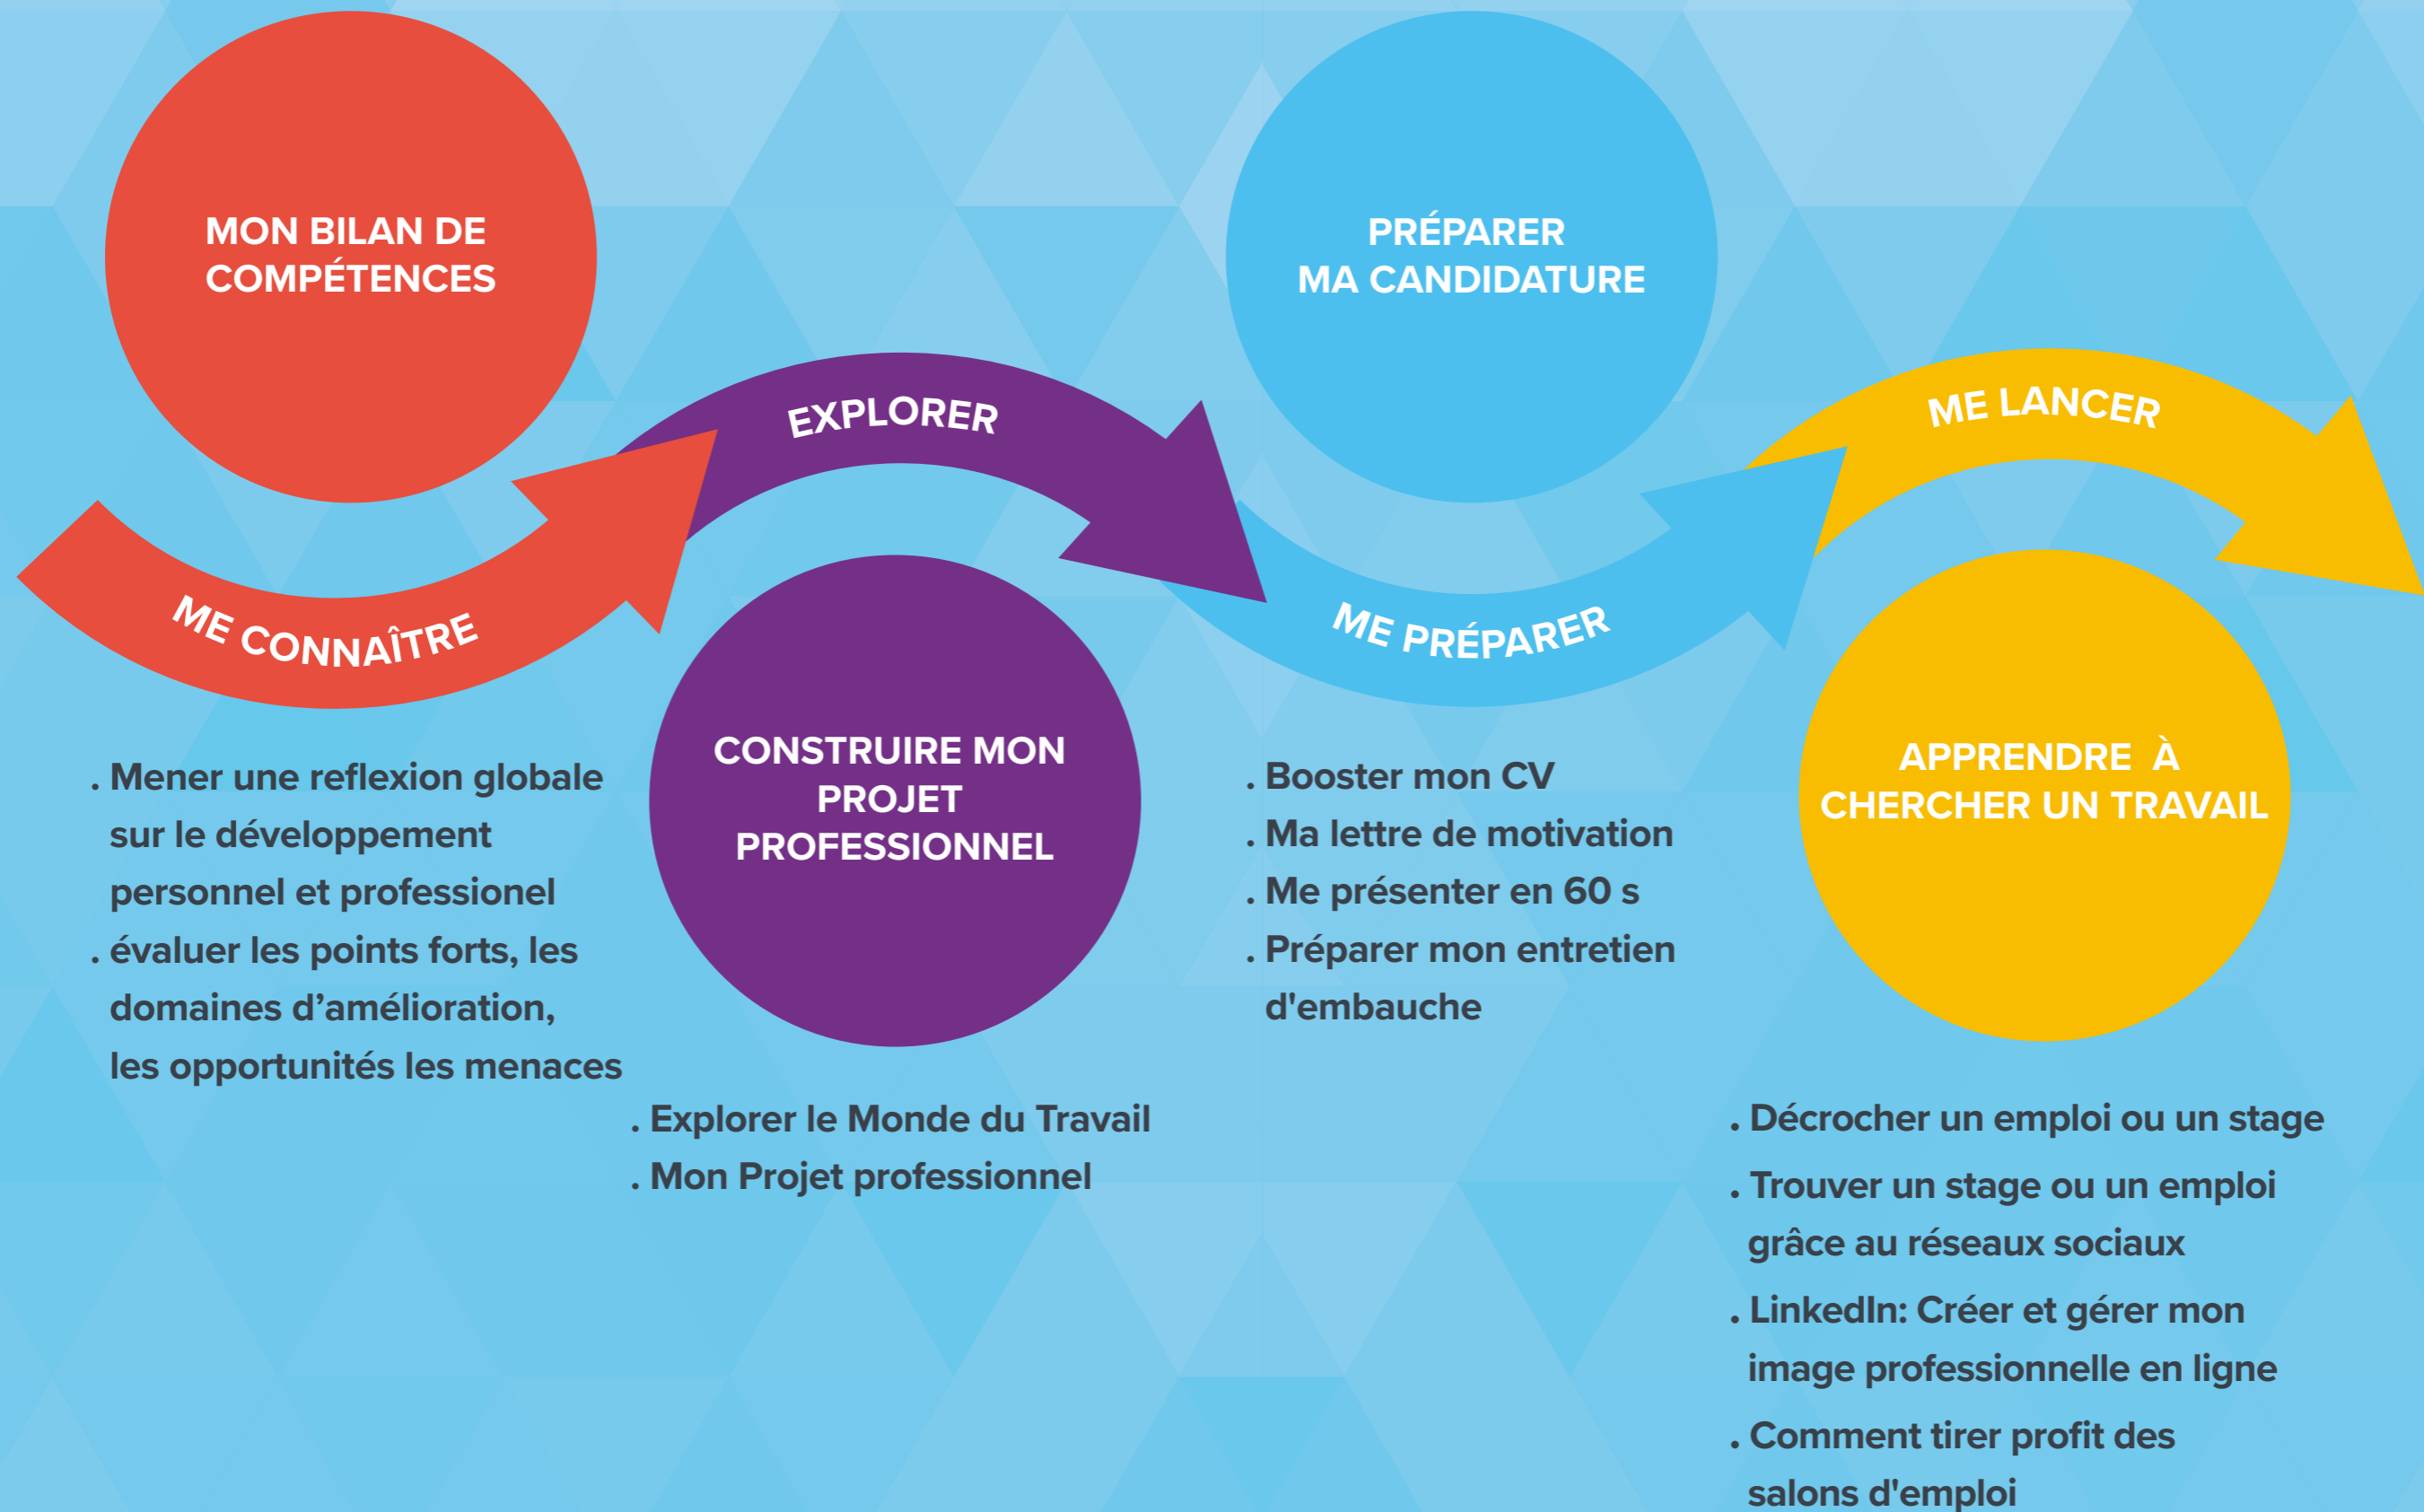 MON BILAN DE
COMPÉTENCES
ME CONNAÎTRE
. Mener une reflexion globale
sur le développement
personnel et professionel
. évaluer les points forts, les
domaines d’amélioration,
les opportunités les menaces
EXPLORER
CONSTRUIRE MON
PROJET
PROFESSIONNEL
. Explorer le Monde du Travail
. Mon Projet professionnel
PRÉPARER
MA CANDIDATURE
ME PRÉPARER
. Booster mon CV
. Ma lettre de motivation
. Me présenter en 60 s
. Préparer mon entretien
d'embauche
ME LANCER
APPRENDRE À
CHERCHER UN TRAVAIL
. Décrocher un emploi ou un stage
. Trouver un stage ou un emploi
grâce au réseaux sociaux
. LinkedIn: Créer et gérer mon
image professionnelle en ligne
. Comment tirer profit des
salons d'emploi